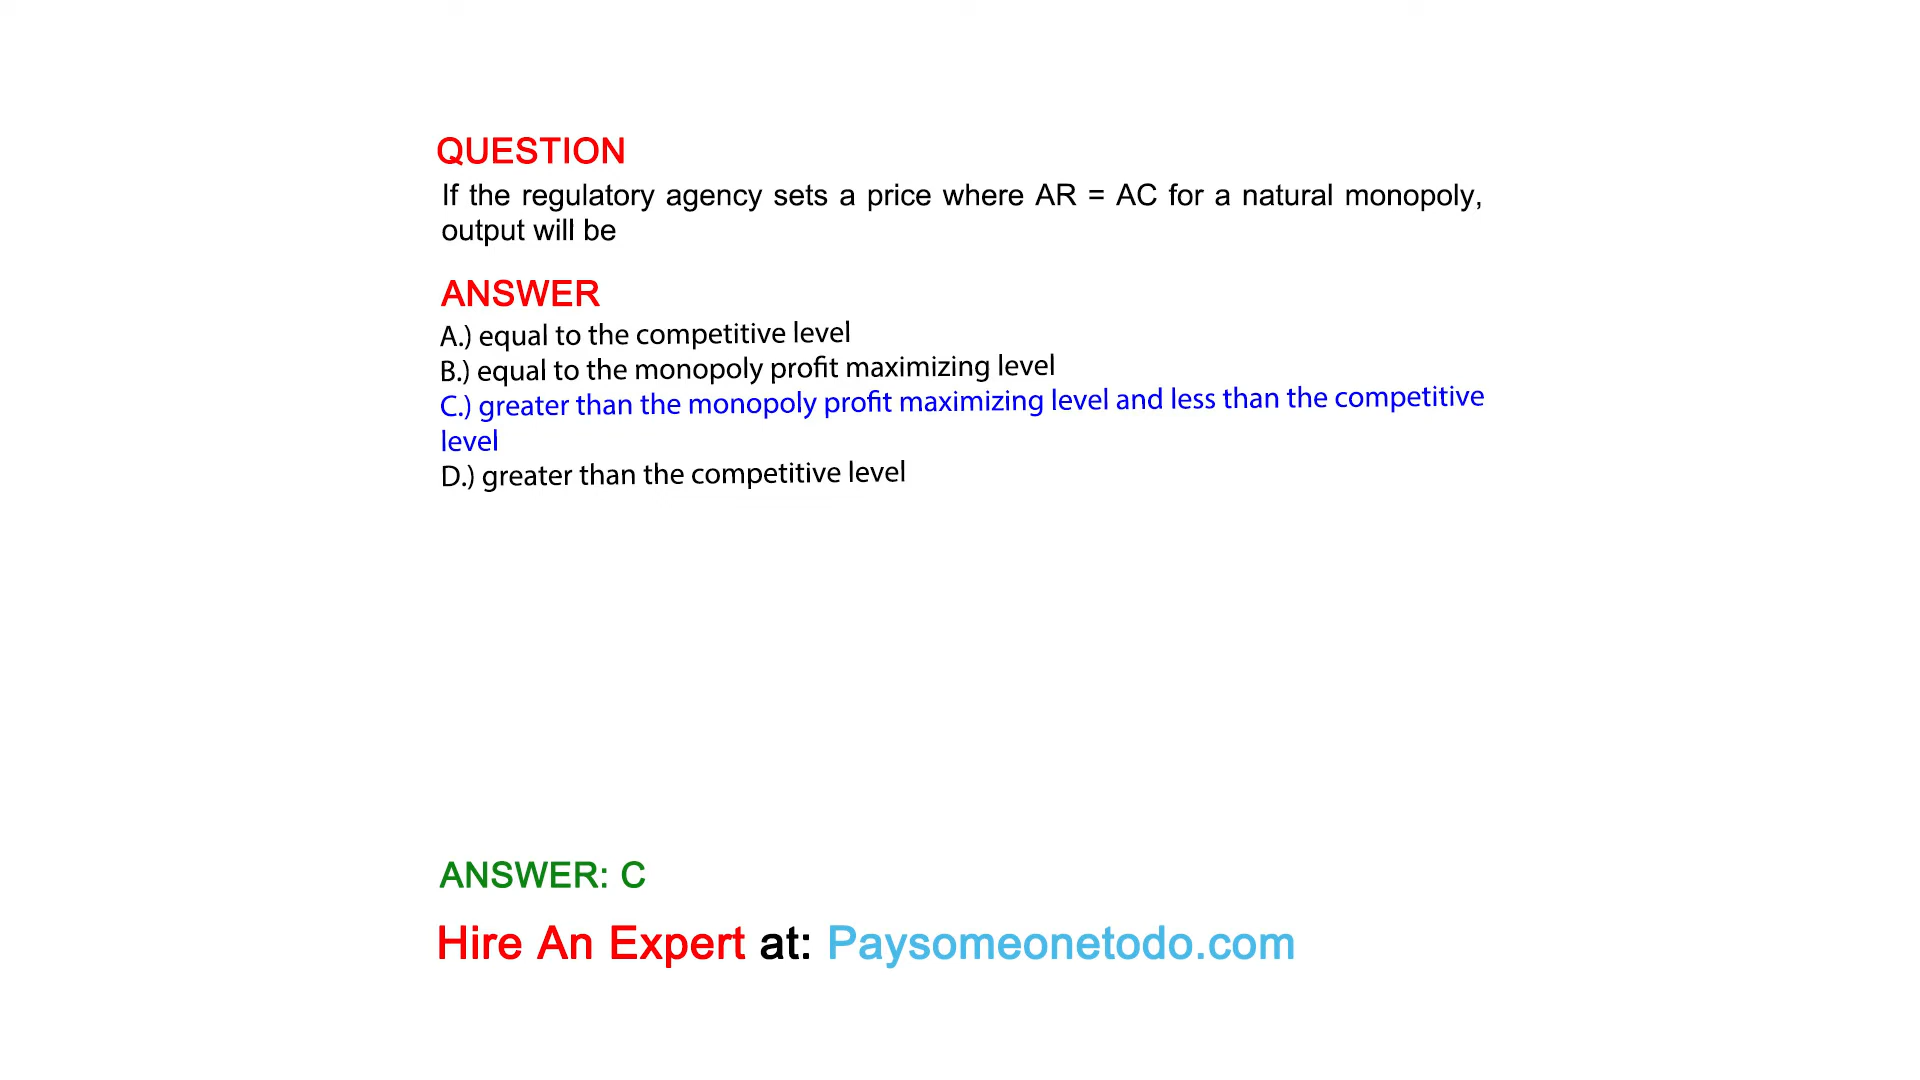 QUESTION
If the regulatory agency sets a price where AR = AC for a natural monopoly,
output will be
ANSWER
A.) equal to the competitive level
B.) equal to the monopoly profit maximizing level
C.) greater than the monopoly profit maximizing level and less than the competitive
level
D.) greater than the competitive level
ANSWER: C
Hire An Expert at: Paysomeonetodo.com